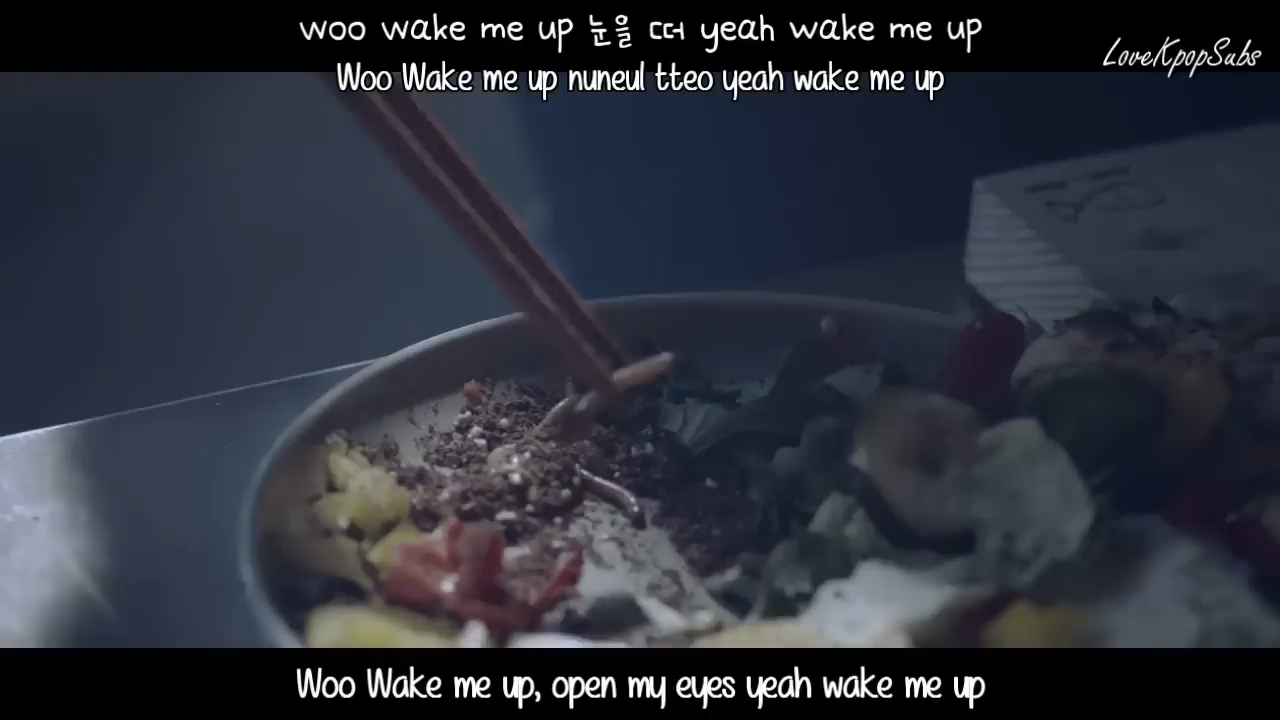 woo wake me up 눈을 떠 yeah wake me up
LoveKpopSubs
Woo Wake me up nuneul tteo yeah wake me up
Woo Wake me up, open my eyes yeah wake me up